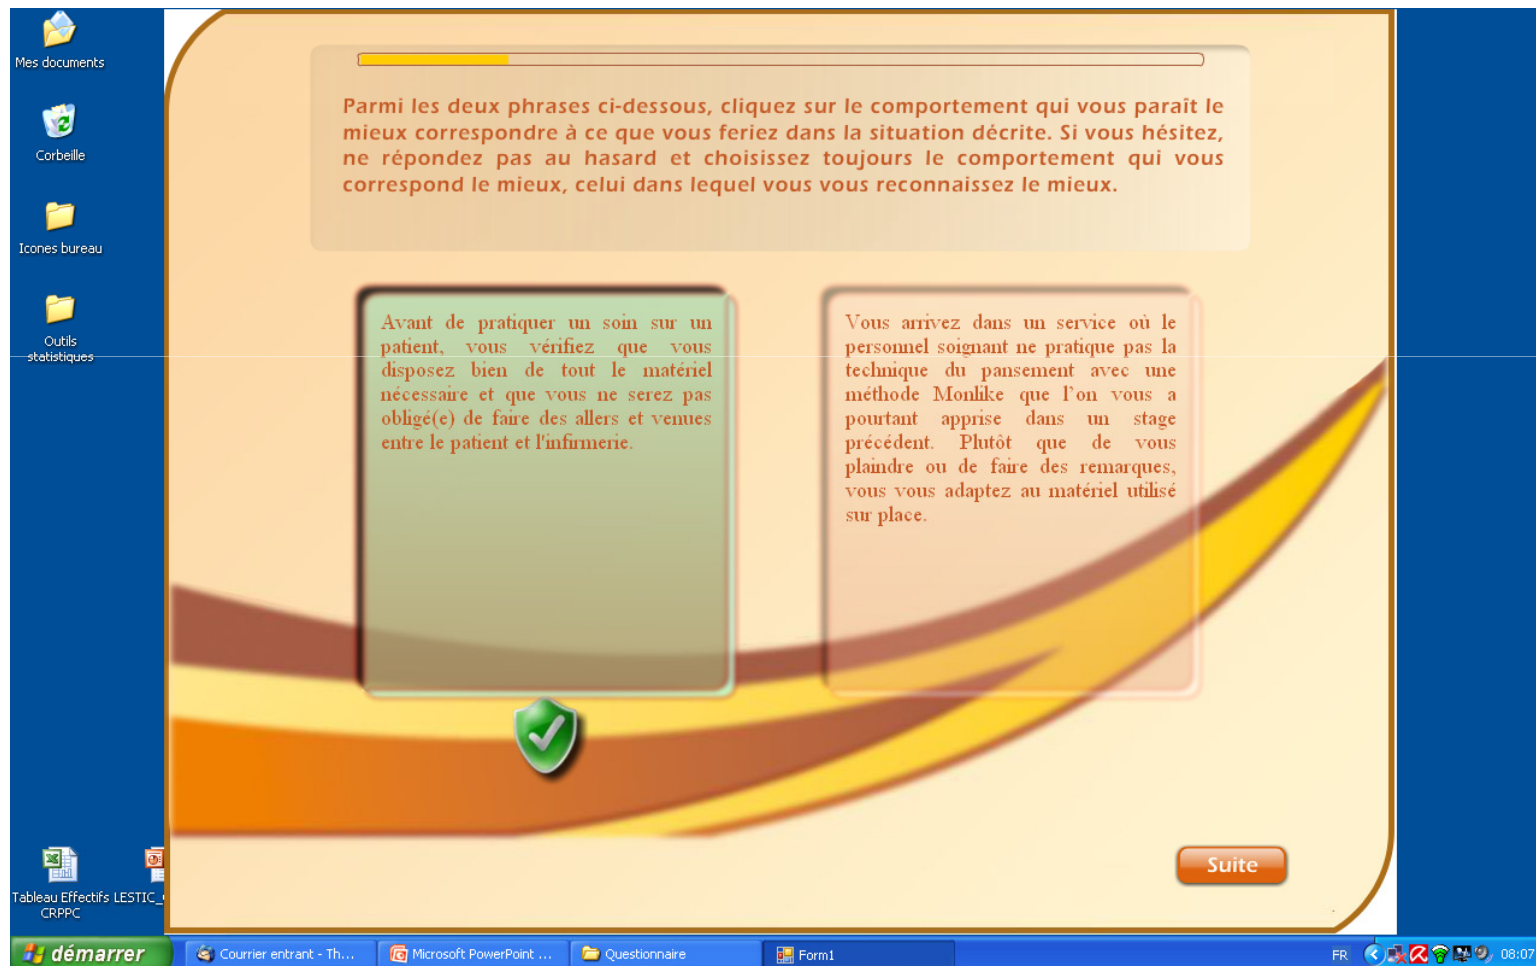 Mes documents
Corbeille
Icones bureau
Outils
statistiques
Parmi les deux phrases ci-dessous, cliquez sur le comportement qui vous paraît le
mieux correspondre à ce que vous feriez dans la situation décrite. Si vous hésitez,
ne répondez pas au hasard et choisissez toujours le comportement qui vous
correspond le mieux, celui dans lequel vous vous reconnaissez le mieux.
Avant de pratiquer un soin sur un
patient, vous vérifiez que vous
disposez bien de tout le matériel
nécessaire et que vous ne serez pas
obligé(e) de faire des allers et venues
entre le patient et l'infirmerie.
Vous arrivez dans un service où le
personnel soignant ne pratique pas la
technique du pansement avec une
méthode Monlike que l'on vous a
pourtant apprise dans un stage
précédent. Plutôt que de vous
plaindre ou de faire des remarques,
vous vous adaptez au matériel utilisé
sur place.
Suite
Tableau Effectifs
CRPPC
LESTIC_
démarrer
Courrier entrant - Th...
Microsoft PowerPoint ...
Questionnaire
Form1
FR
08:07